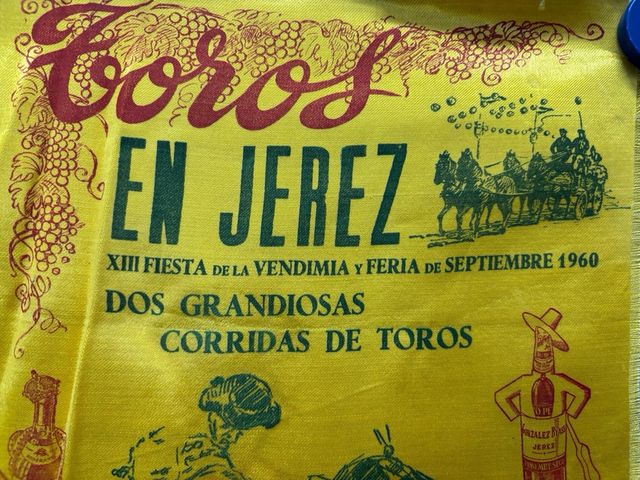 Toros
EN JEREZ
XIII FIESTA DE LA VENDIMIA Y FERIA DE SEPTIEMBRE 1960
DOS GRANDIOSAS
CORRIDAS DE TOROS
GONZALEZ BYASS
JEREZ